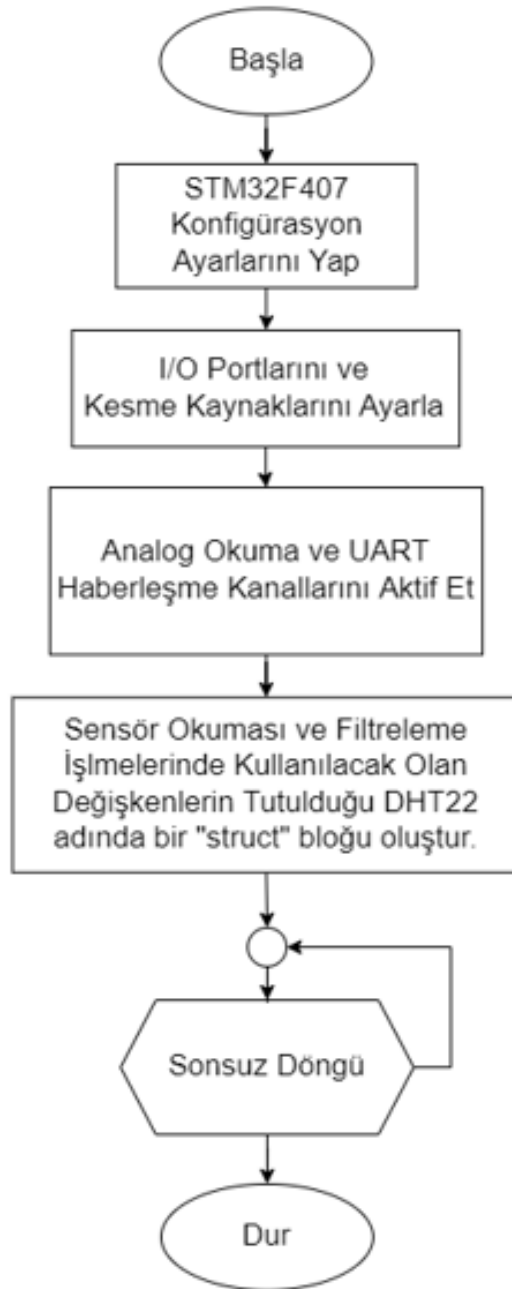 Başla
STM32F407
Konfigürasyon
Ayarlarını Yap
I/O Portlarını ve
Kesme Kaynaklarını Ayarla
Analog Okuma ve UART
Haberleşme Kanallarını Aktif Et
Sensör Okuması ve Filtreleme
İşlmelerinde Kullanılacak Olan
Değişkenlerin Tutulduğu DHT22
adında bir "struct" bloğu oluştur.
Sonsuz Döngü
Dur